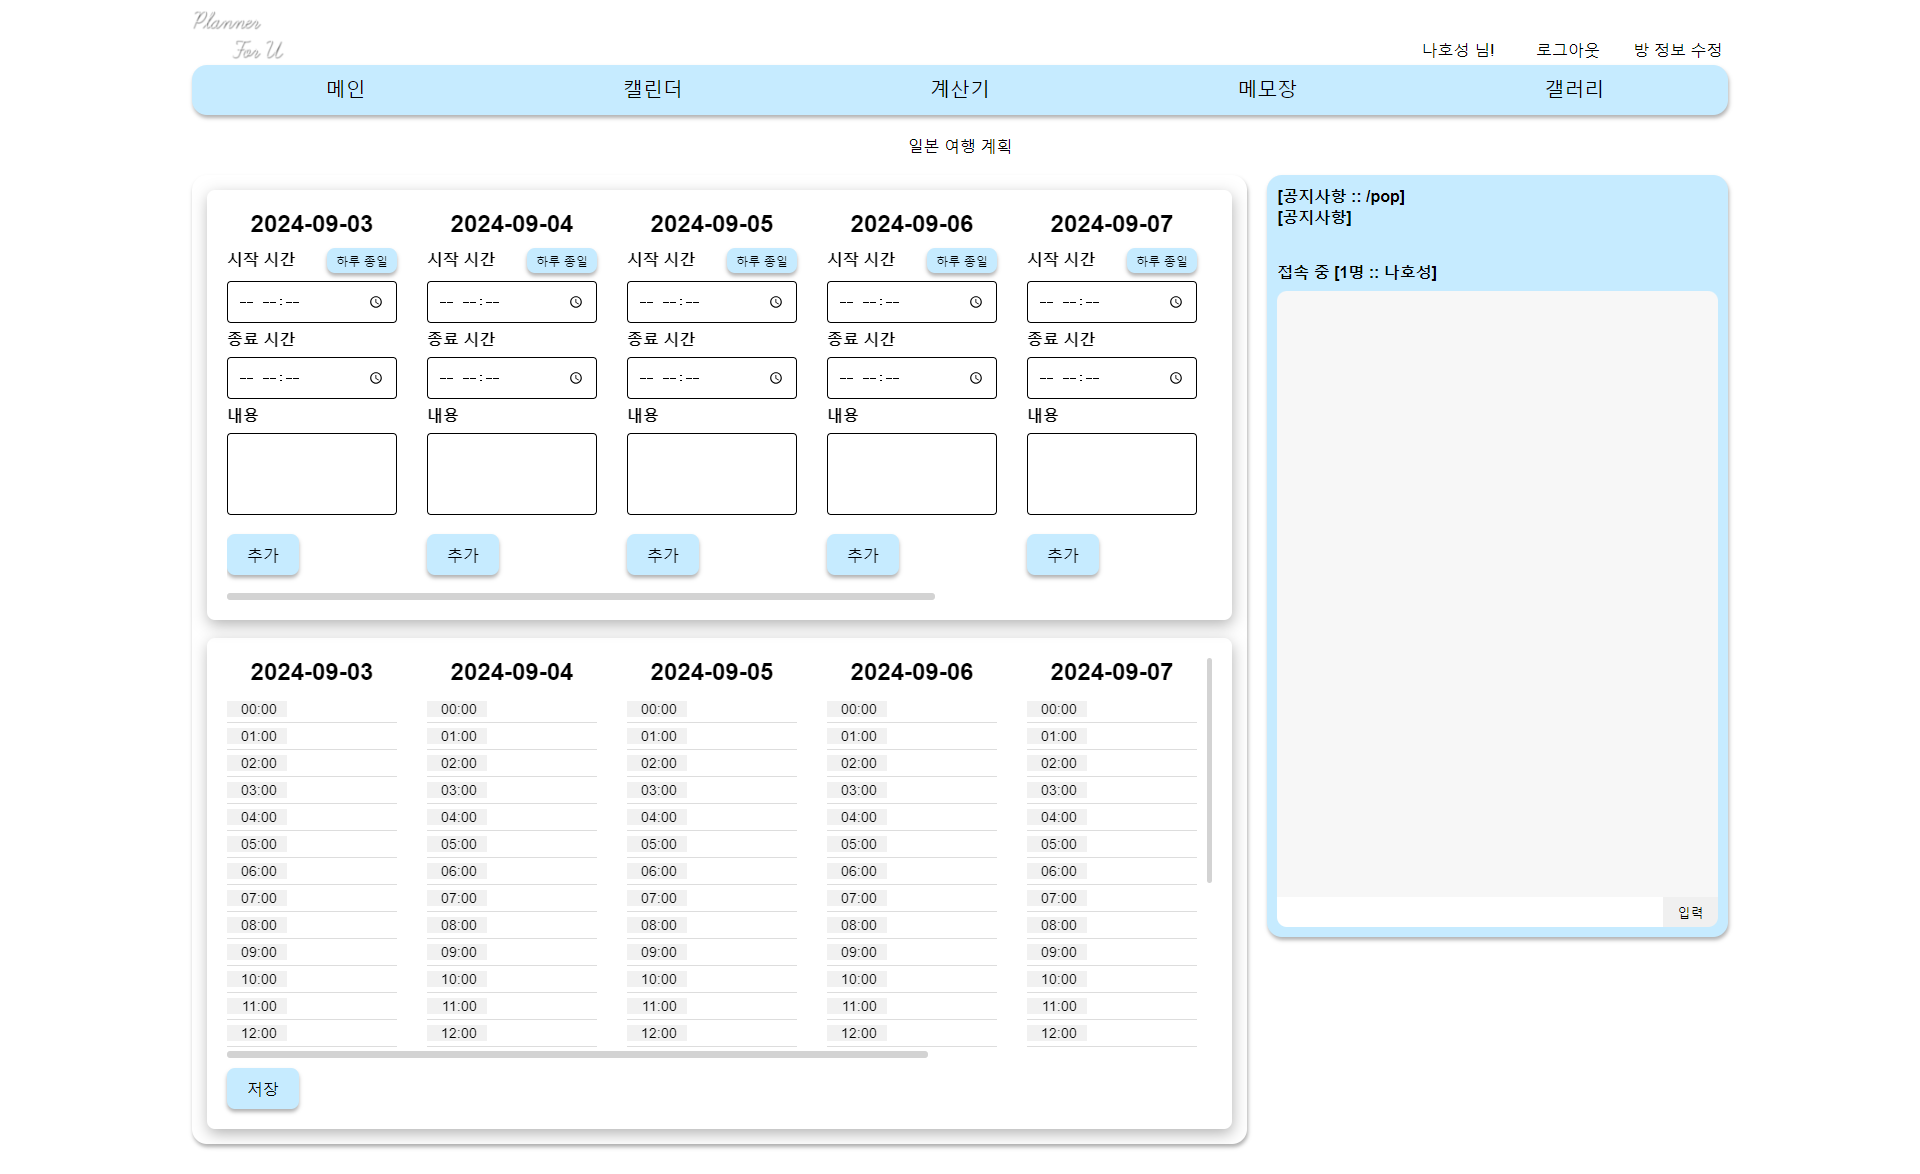 Planner
For U
나호성 님! 로그아웃 방 정보 수정
메인 캘린더 계산기 메모장 갤러리
일본 여행 계획
2024-09-03 2024-09-04 2024-09-05 2024-09-06 2024-09-07
시작 시간 하루 종일 시작 시간 하루 종일 시작 시간 하루 종일 시작 시간 하루 종일 시작 시간 하루 종일
-- --:-- -- --:-- -- --:-- -- --:-- -- --:--
종료 시간 종료 시간 종료 시간 종료 시간 종료 시간
-- --:-- -- --:-- -- --:-- -- --:-- -- --:--
내용 내용 내용 내용 내용
추가 추가 추가 추가 추가
2024-09-03 2024-09-04 2024-09-05 2024-09-06 2024-09-07
00:00 00:00 00:00 00:00 00:00
01:00 01:00 01:00 01:00 01:00
02:00 02:00 02:00 02:00 02:00
03:00 03:00 03:00 03:00 03:00
04:00 04:00 04:00 04:00 04:00
05:00 05:00 05:00 05:00 05:00
06:00 06:00 06:00 06:00 06:00
07:00 07:00 07:00 07:00 07:00
08:00 08:00 08:00 08:00 08:00
09:00 09:00 09:00 09:00 09:00
10:00 10:00 10:00 10:00 10:00
11:00 11:00 11:00 11:00 11:00
12:00 12:00 12:00 12:00 12:00
저장
[공지사항 :: /pop]
[공지사항]
접속 중 [1명 :: 나호성]
입력